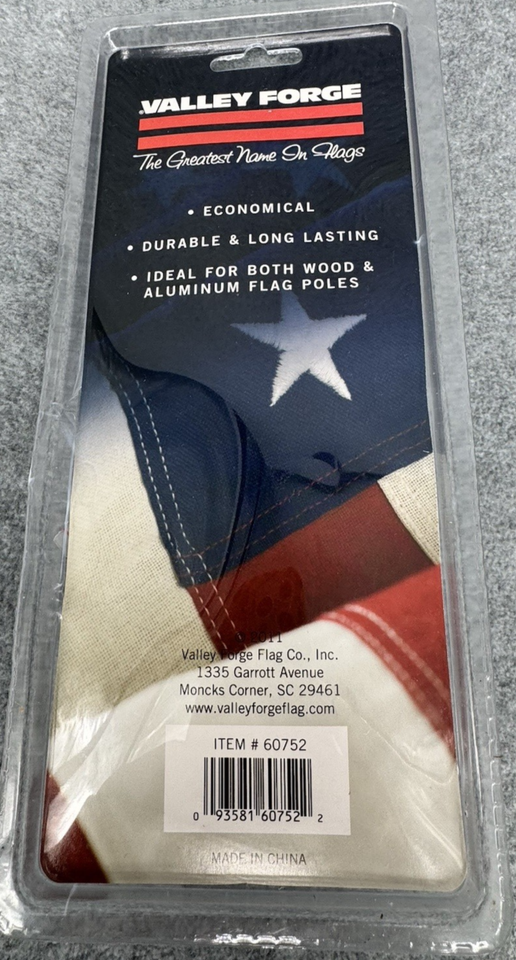 VALLEY FORGE
The Greatest Name In Flags
• ECONOMICAL
• DURABLE & LONG LASTING
• IDEAL FOR BOTH WOOD &
ALUMINUM FLAG POLES
Valley Forge Flag Co., Inc.
1335 Garrott Avenue
Moncks Corner, SC 29461
www.valleyforgeflag.com
ITEM # 60752
0 93581 60752 2
MADE IN CHINA